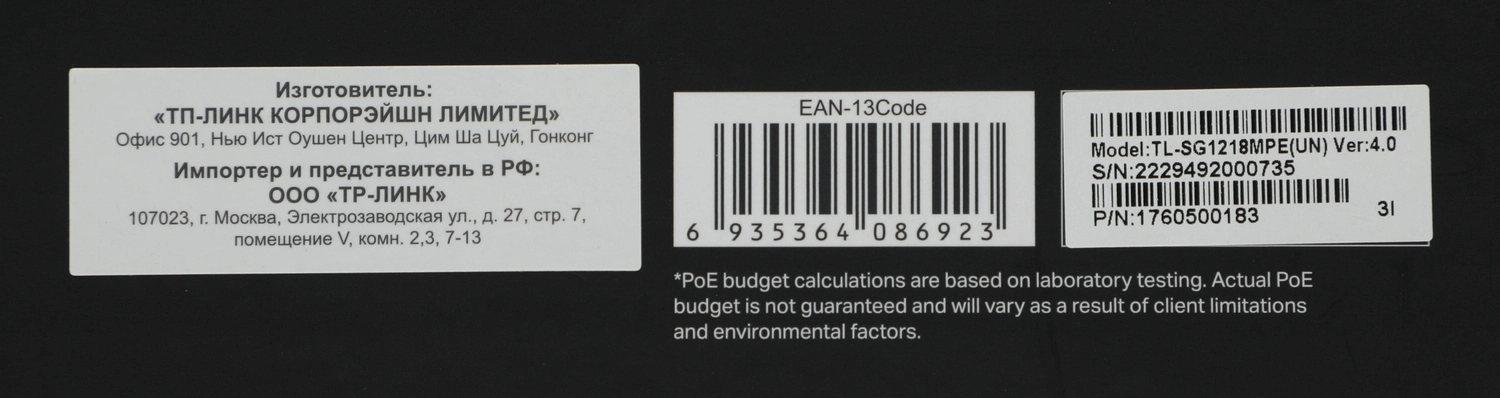 Изготовитель:
«ТП-ЛИНК КОРПОРЭЙШН ЛИМИТЕД»
Офис 901, Нью Ист Оушен Центр, Цим Ша Цуй, Гонконг
Импортер и представитель в РФ:
ООО «ТР-ЛИНК»
107023, г. Москва, Электрозаводская ул., д. 27, стр. 7,
помещение V, комн. 2,3, 7-13
EAN-13Code
6 935364 086923
Model:TL-SG1218MPE(UN) Ver:4.0
S/N:2229492000735
P/N:1760500183
3I
*PoE budget calculations are based on laboratory testing. Actual PoE
budget is not guaranteed and will vary as a result of client limitations
and environmental factors.